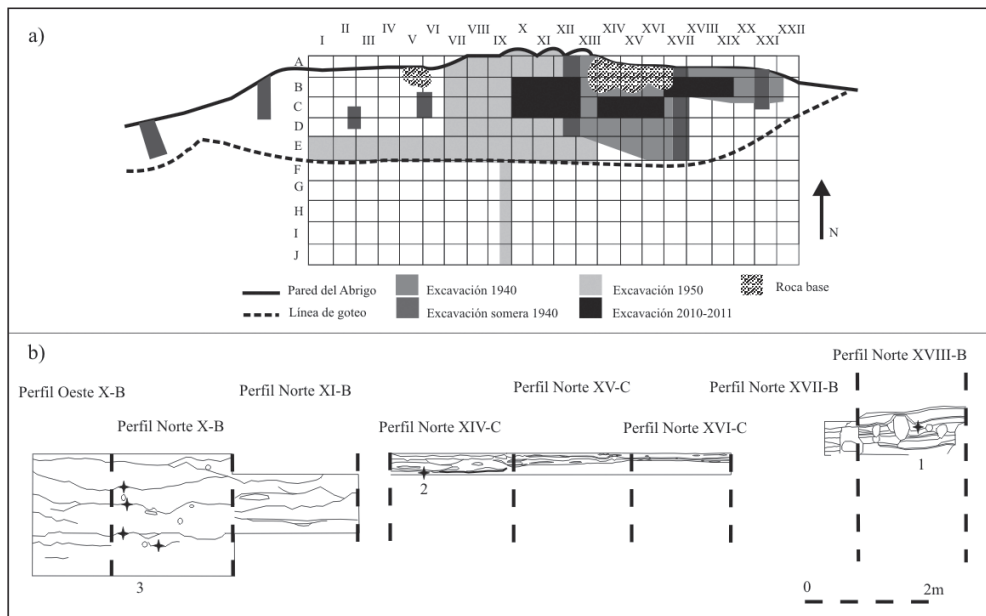 a)
II IV VI VIII X XII XIV XVI XVIII XX XXII
I III V VII IX XI XIII XV XVII XIX XXI
A
B
C
D
E
F
G
H
I
J
N
Pared del Abrigo
Excavación 1940
Excavación 1950
Roca base
Línea de goteo
Excavación somera 1940
Excavación 2010-2011
b)
Perfil Norte XVIII-B
Perfil Oeste X-B
Perfil Norte XI-B
Perfil Norte XV-C
Perfil Norte XVII-B
Perfil Norte X-B
Perfil Norte XIV-C
Perfil Norte XVI-C
1
2
3
0 2m